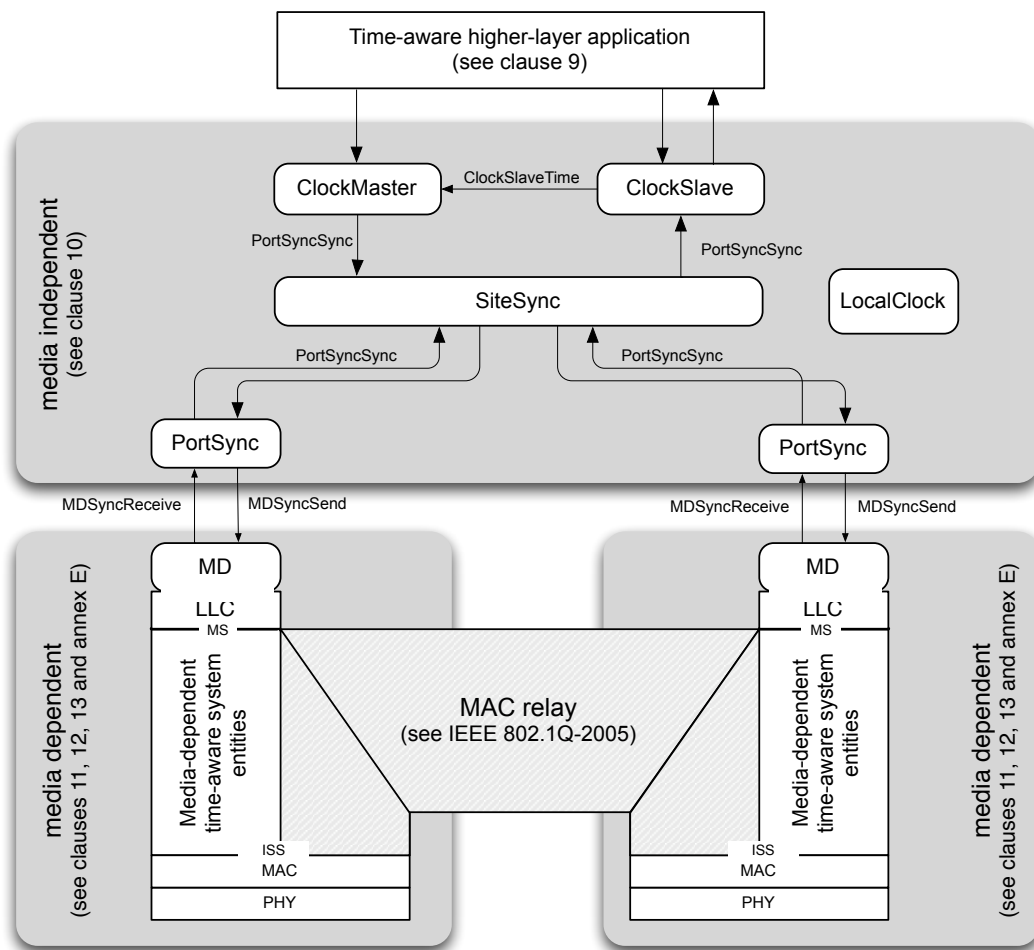 Time-aware higher-layer application
(see clause 9)
media independent
(see clause 10)
ClockMaster
ClockSlaveTime
ClockSlave
PortSyncSync
PortSyncSync
SiteSync
LocalClock
PortSyncSync
PortSyncSync
PortSync
PortSync
MDSyncReceive
MDSyncSend
MDSyncReceive
MDSyncSend
media dependent
(see clauses 11, 12, 13 and annex E)
MD
LLC
MS
Media-dependent
time-aware system
entities
ISS
MAC
PHY
MAC relay
(see IEEE 802.1Q-2005)
MD
LLC
MS
Media-dependent
time-aware system
entities
ISS
MAC
PHY
media dependent
(see clauses 11, 12, 13 and annex E)